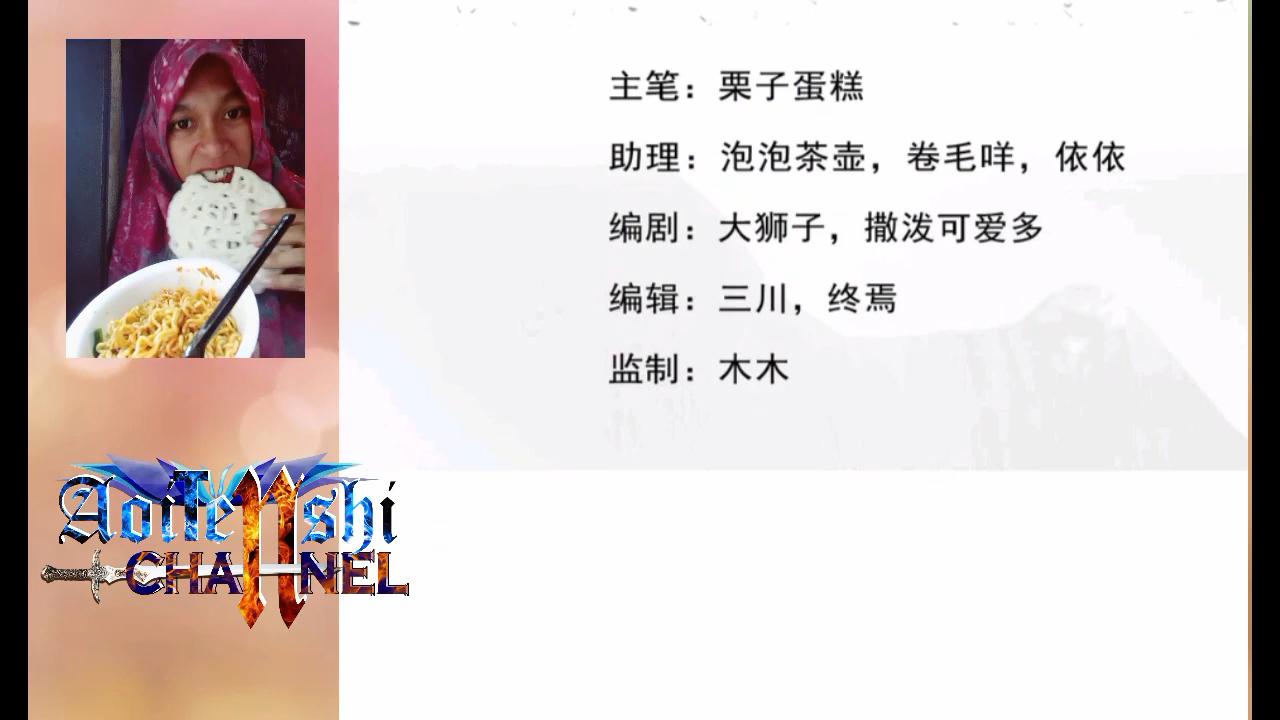 主笔：栗子蛋糕
助理：泡泡茶壶，卷毛咩，依依
编剧：大狮子，撒泼可爱多
编辑：三川，终焉
监制：木木
AoiTenshi
CHANNEL